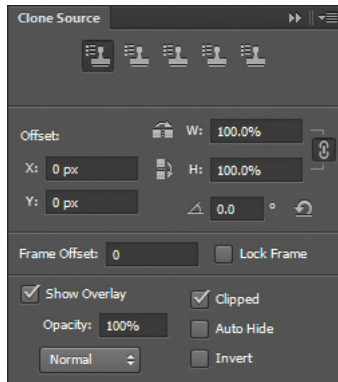 Clone Source
Offset:
W: 100.0%
X: 0 px
H: 100.0%
Y: 0 px
0.0 °
Frame Offset: 0
Lock Frame
Show Overlay
Clipped
Opacity: 100%
Auto Hide
Normal
Invert